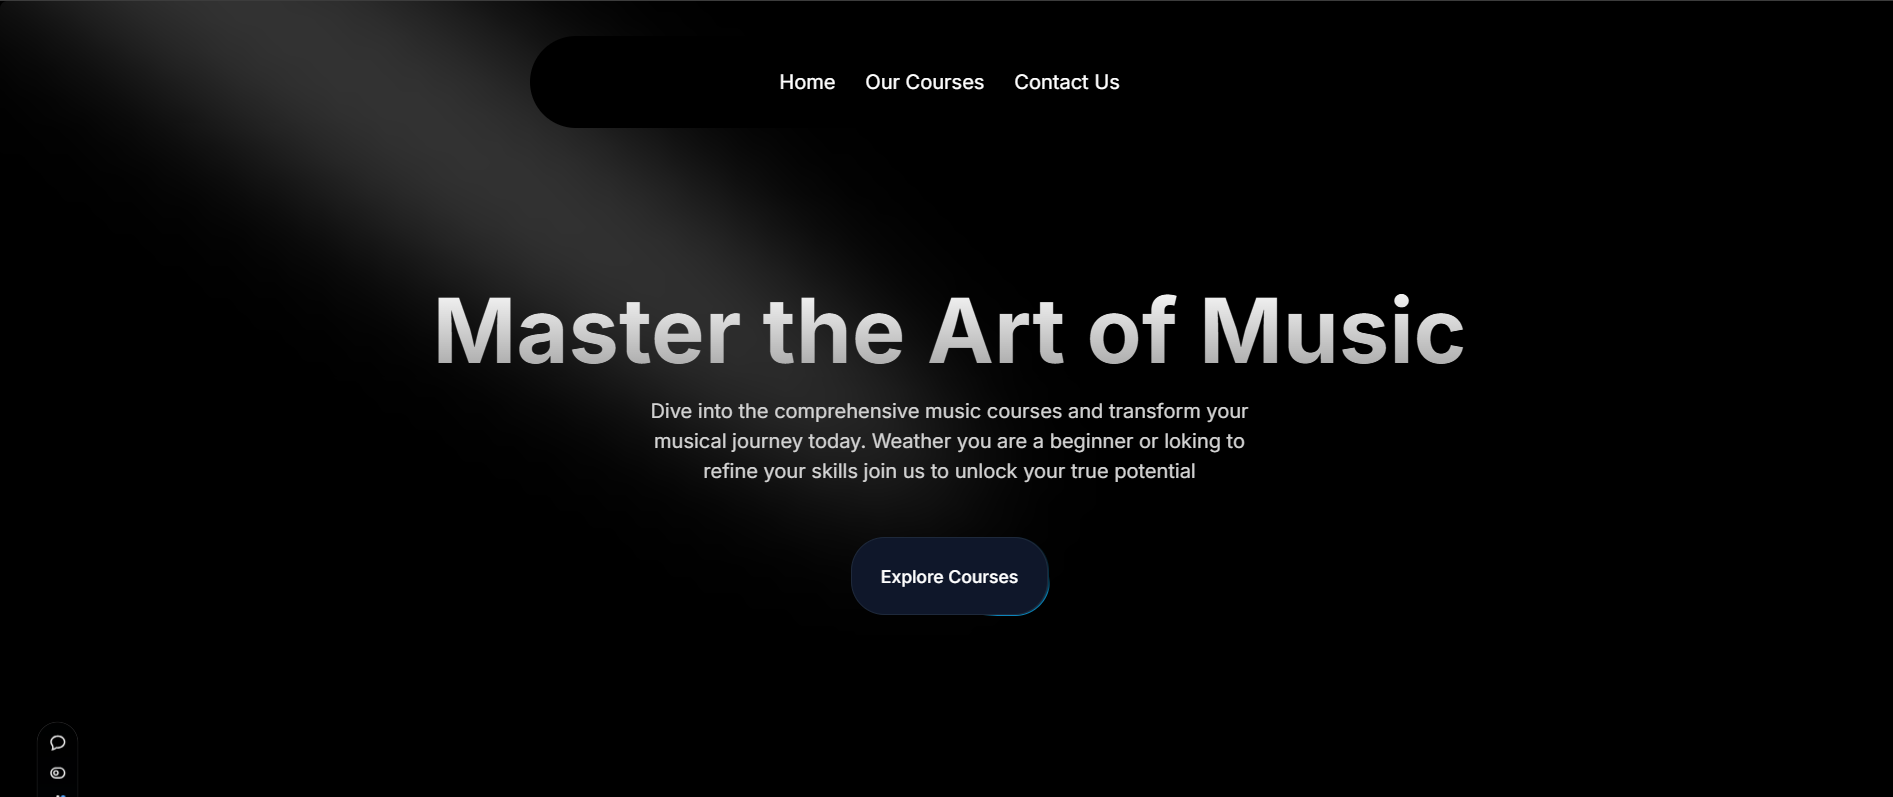 Home Our Courses Contact Us
Master the Art of Music
Dive into the comprehensive music courses and transform your
musical journey today. Weather you are a beginner or loking to
refine your skills join us to unlock your true potential
Explore Courses